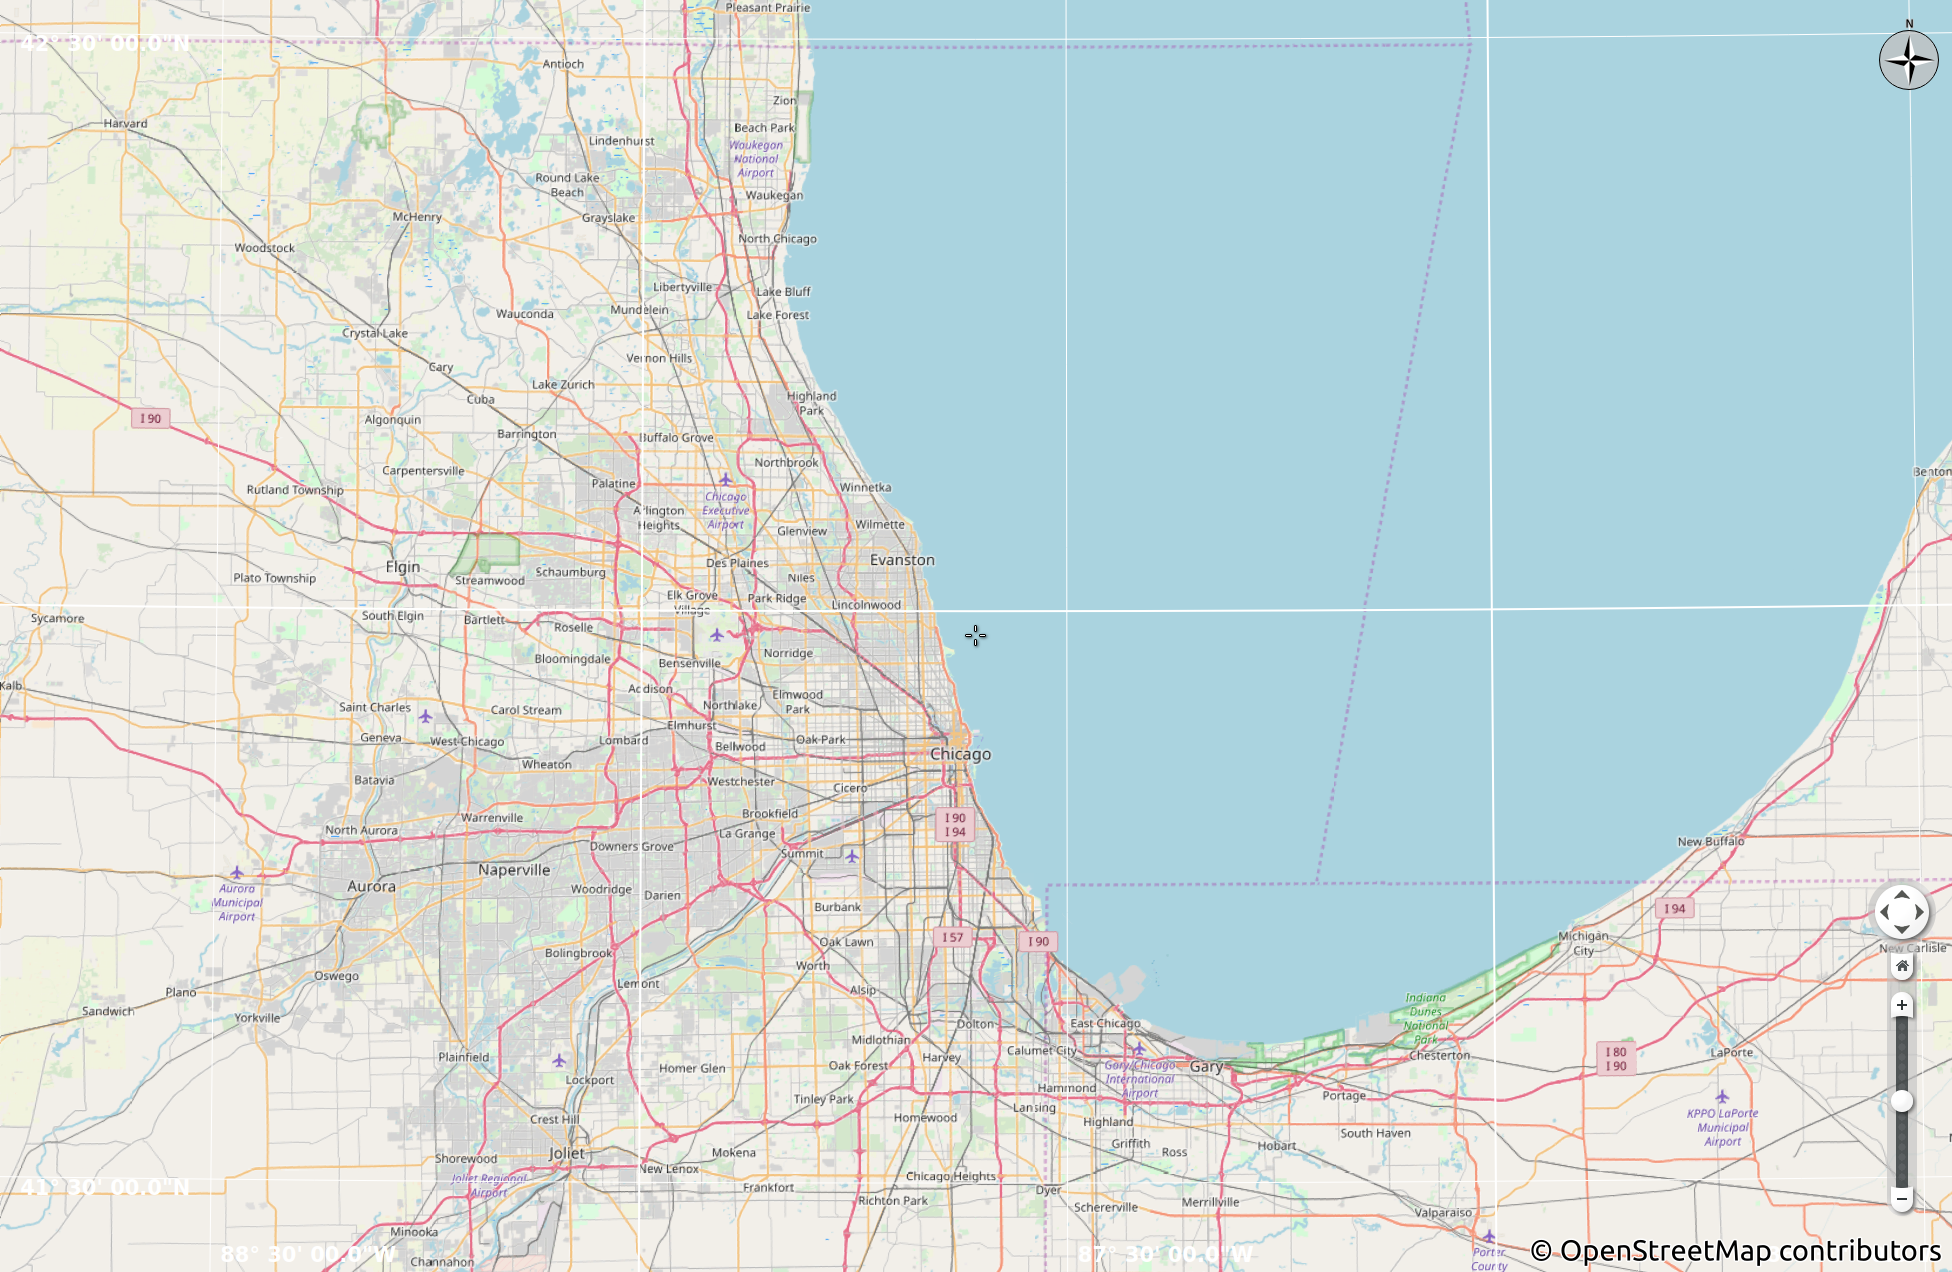 Pleasant Prairie
N
42° 30' 00.0"N
Antioch
Zion
Harvard
Beach Park
Lindenhurst
Waukegan
National
Airport
Round Lake
Beach
Waukegan
McHenry
Grayslake
North Chicago
Woodstock
Libertyville
Lake Bluff
Mundelein
Wauconda
Lake Forest
Crystal Lake
Vernon Hills
Cary
Lake Zurich
Cuba
Highland
Park
I 90
Algonquin
Barrington
Buffalo Grove
Northbrook
Carpentersville
Palatine
Winnetka
Rutland Township
Chicago
Executive
Airport
Arlington
Heights
Wilmette
Glenview
Evanston
Elgin
Des Plaines
Schaumburg
Niles
Plato Township
Streamwood
Elk Grove
Village
Park Ridge
Lincolnwood
Sycamore
South Elgin
Bartlett
Roselle
Norridge
Bloomingdale
Bensenville
Kalb
Addison
Elmwood
Park
Saint Charles
Carol Stream
Northlake
Elmhurst
Geneva
West Chicago
Lombard
Bellwood
Oak Park
Chicago
Wheaton
Batavia
Westchester
Cicero
Warrenville
Brookfield
I 90
I 94
North Aurora
La Grange
Downers Grove
Summit
New Buffalo
Naperville
Aurora
Aurora
Municipal
Airport
Woodridge
Darien
Burbank
I 94
Oak Lawn
I 57
I 90
Michigan
City
New Carlisle
Bolingbrook
Worth
Oswego
Lemont
Alsip
Plano
Sandwich
Yorkville
Indiana
Dunes
National
Park
Dolton
East Chicago
Midlothian
Calumet City
Plainfield
Harvey
Chesterton
LaPorte
I 80
I 90
Homer Glen
Oak Forest
Gary/Chicago
International
Airport
Gary
Lockport
Hammond
Portage
Tinley Park
Lansing
KPPO LaPorte
Municipal
Airport
Crest Hill
Homewood
Highland
South Haven
Griffith
Hobart
Joliet
Mokena
Ross
Shorewood
New Lenox
Joliet Regional
Airport
Chicago Heights
41° 30' 00.0"N
Frankfort
Dyer
Richton Park
Schererville
Merrillville
Valparaiso
Minooka
88° 30' 00.0"W
87° 30' 00.0"W
Channahon
Porter
County
© OpenStreetMap contributors